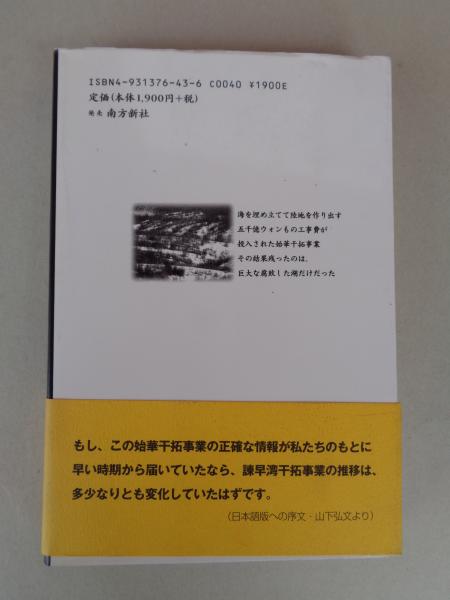 ISBN4-931376-43-6 C0040 ¥1900E
定価(本体1,900円+税)
発売 南方新社
海を埋め立てて陸地を作り出す
五千億ウォンもの工事費が
投入された始華干拓事業
その結果残ったのは、
巨大な腐敗した湖だけだった
もし、この始華干拓事業の正確な情報が私たちのもとに
早い時期から届いていたなら、諫早湾干拓事業の推移は、
多少なりとも変化していたはずです。
(日本語版への序文・山下弘文より)